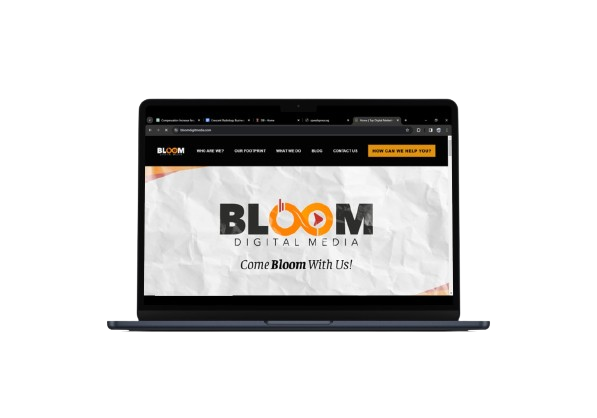 BLOOM
WHO ARE WE?
OUR FOOTPRINT
WHAT WE DO
BLOG
CONTACT US
HOW CAN WE HELP YOU?
BLOOM
DIGITAL MEDIA
Come Bloom With Us!